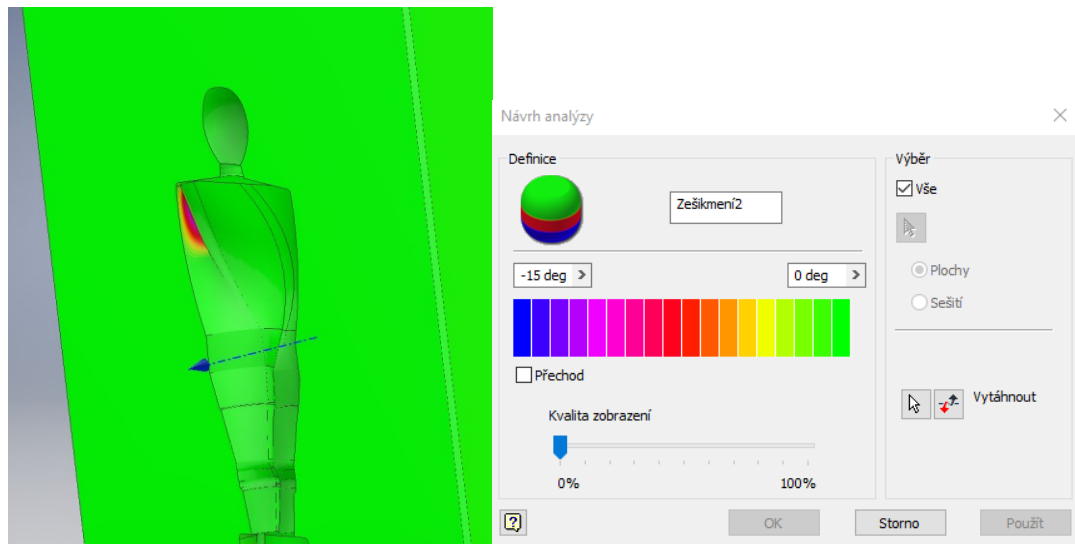 Návrh analýzy
Definice
Zešikmení2
-15 deg >
0 deg >
Přechod
Kvalita zobrazení
0%
100%
Výběr
Vše
Plochy
Sešití
Vytáhnout
?
OK
Storno
Použít